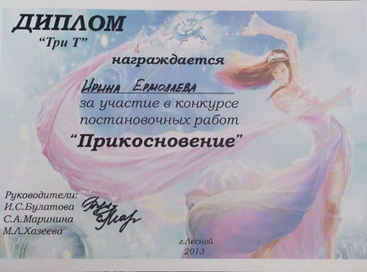 ДИПЛОМ
"Три Т"
награждается
Ирина Ермолаева
за участие в конкурсе
постановочных работ
"Прикосновение"
Руководители:
И.С.Булатова
С.А.Маринина
М.Л.Хазеева
г.Лесной
2013